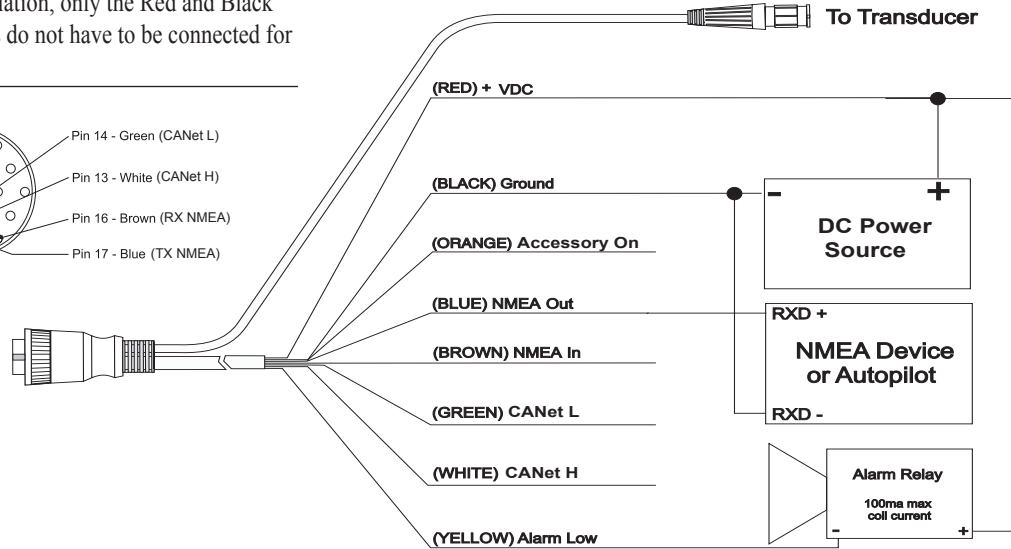 lation, only the Red and Black
do not have to be connected for
To Transducer
(RED) + VDC
Pin 14 - Green (CANet L)
Pin 13 - White (CANet H)
Pin 16 - Brown (RX NMEA)
Pin 17 - Blue (TX NMEA)
(BLACK) Ground
(ORANGE) Accessory On
(BLUE) NMEA Out
(BROWN) NMEA In
(GREEN) CANet L
(WHITE) CANet H
(YELLOW) Alarm Low
- +
DC Power
Source
RXD +
NMEA Device
or Autopilot
RXD -
Alarm Relay
100ma max
coil current
- +